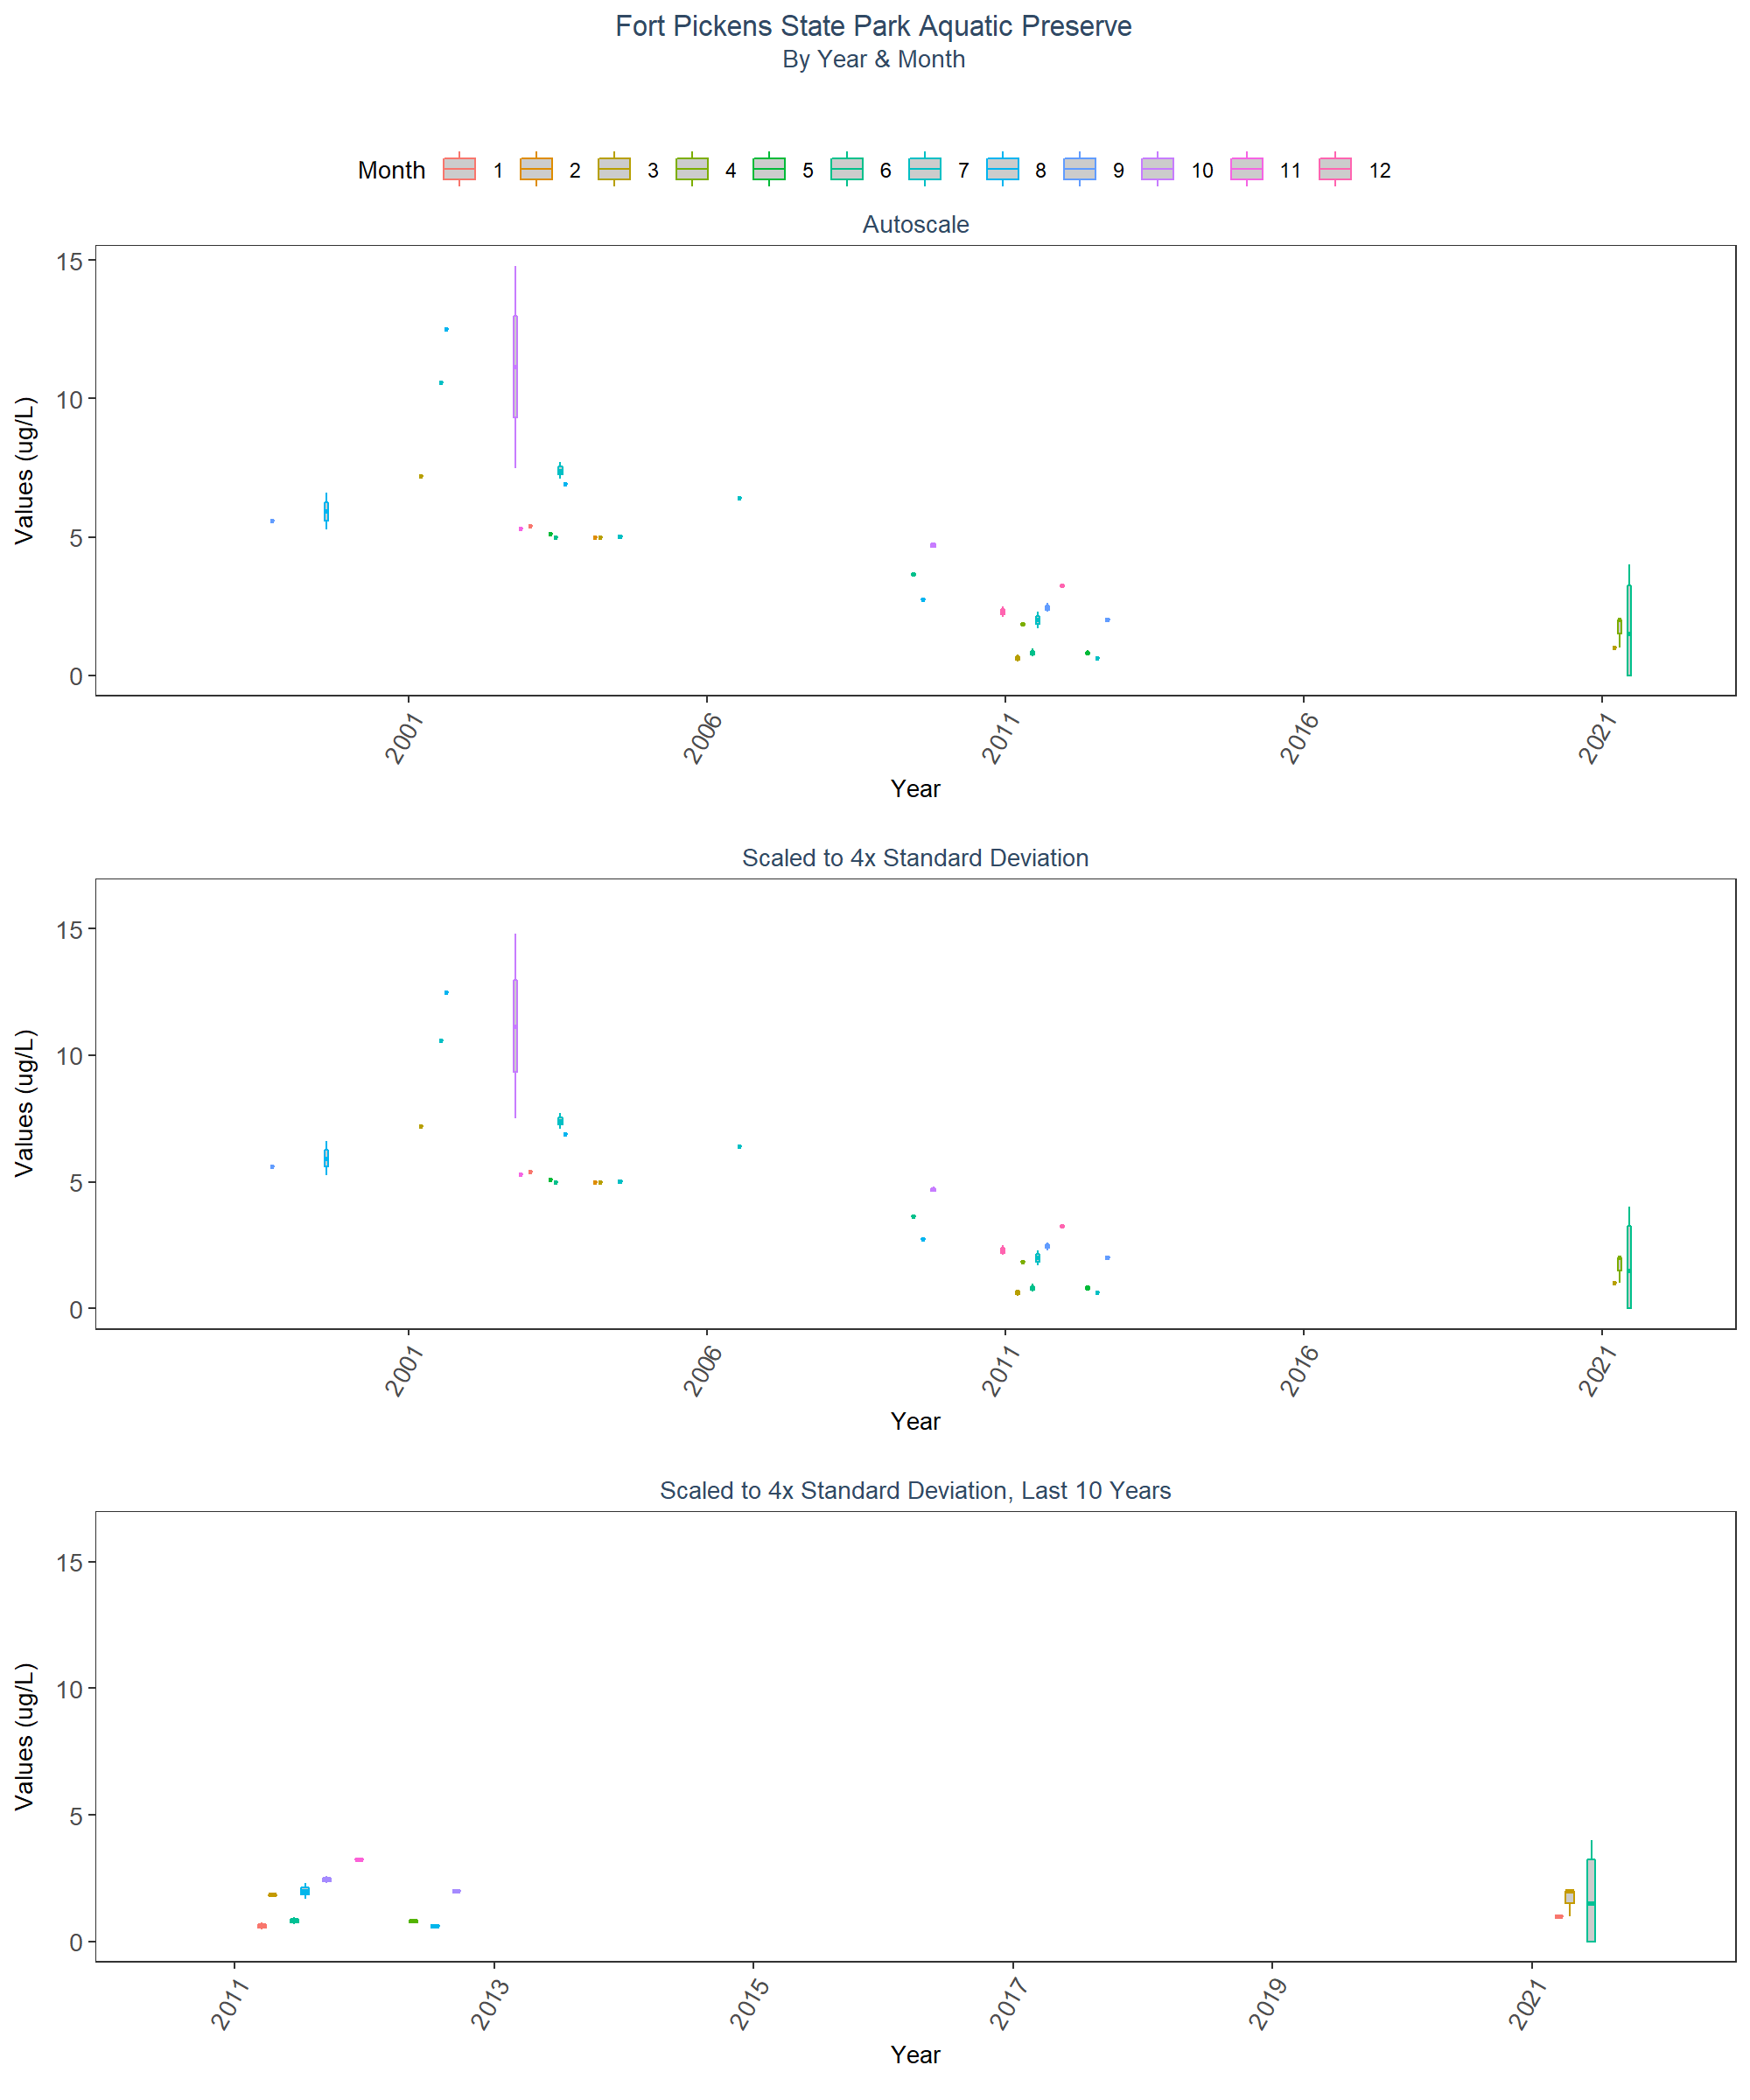 Fort Pickens State Park Aquatic Preserve
By Year & Month
Month 1 2 3 4 5 6 7 8 9 10 11 12
Autoscale
Values (ug/L)
15
10
5
0
2001 2006 2011 2016 2021
Year
Scaled to 4x Standard Deviation
Values (ug/L)
15
10
5
0
2001 2006 2011 2016 2021
Year
Scaled to 4x Standard Deviation, Last 10 Years
Values (ug/L)
15
10
5
0
2011 2013 2015 2017 2019 2021
Year